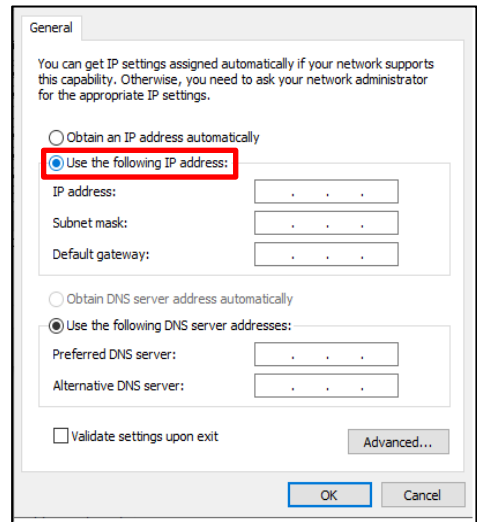 General
You can get IP settings assigned automatically if your network supports
this capability. Otherwise, you need to ask your network administrator
for the appropriate IP settings.
Obtain an IP address automatically
Use the following IP address:
IP address:
Subnet mask:
Default gateway:
Obtain DNS server address automatically
Use the following DNS server addresses:
Preferred DNS server:
Alternative DNS server:
Validate settings upon exit
Advanced...
OK Cancel